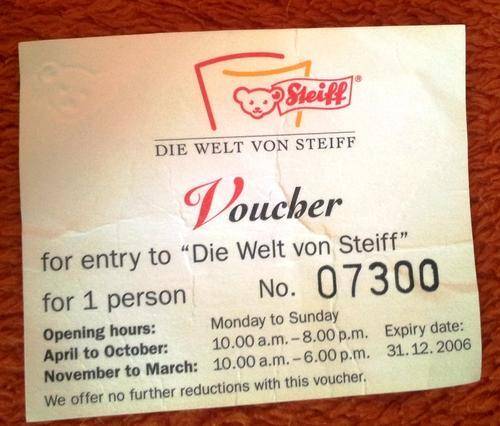 Steiff®
DIE WELT VON STEIFF
Voucher
for entry to "Die Welt von Steiff"
for 1 person No. 07300
Opening hours: Monday to Sunday
April to October: 10.00 a.m. – 8.00 p.m. Expiry date:
November to March: 10.00 a.m. – 6.00 p.m. 31.12.2006
We offer no further reductions with this voucher.